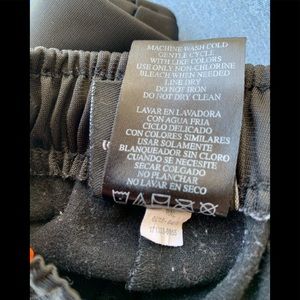 MACHINE WASH COLD
GENTLE CYCLE
WITH LIKE COLORS
USE ONLY NON-CHLORINE
BLEACH WHEN NEEDED
LINE DRY
DO NOT IRON
DO NOT DRY CLEAN
LAVAR EN LAVADORA
CON AGUA FRIA
CICLO DELICADO
CON COLORES SIMILARES
USAR SOLAMENTE
BLANQUEADOR SIN CLORO
CUANDO SE NECESITE
SECAR COLGADO
NO PLANCHAR
NO LAVAR EN SECO